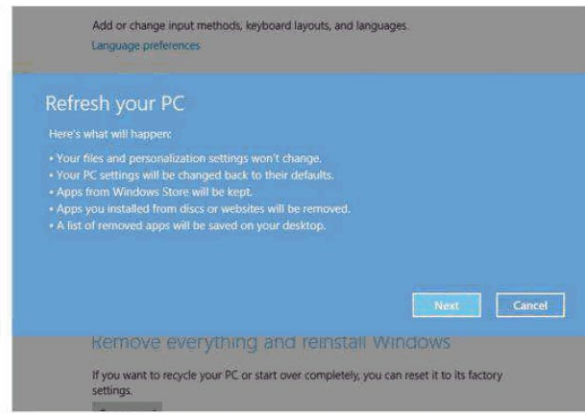 Add or change input methods, keyboard layouts, and languages.
Language preferences
Refresh your PC
Here's what will happen:
• Your files and personalization settings won't change.
• Your PC settings will be changed back to their defaults.
• Apps from Windows Store will be kept.
• Apps you installed from discs or websites will be removed.
• A list of removed apps will be saved on your desktop.
Next Cancel
Remove everything and reinstall Windows
If you want to recycle your PC or start over completely, you can reset it to its factory
settings.